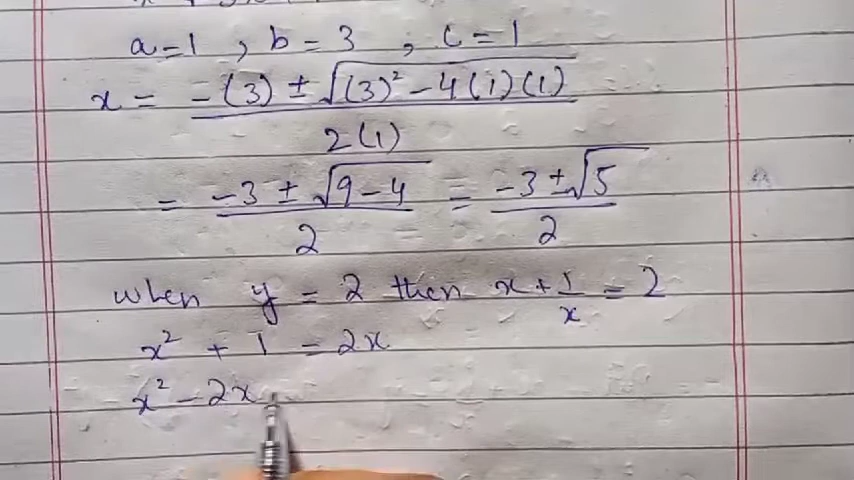 a=1 , b = 3 , c = 1
x = -(3) ± √(3)² - 4(1)(1)
2(1)
= -3 ± √9-4 = -3 ± √5
2 2
when y = 2 then x + 1/x = 2
x² + 1 = 2x
x² - 2x